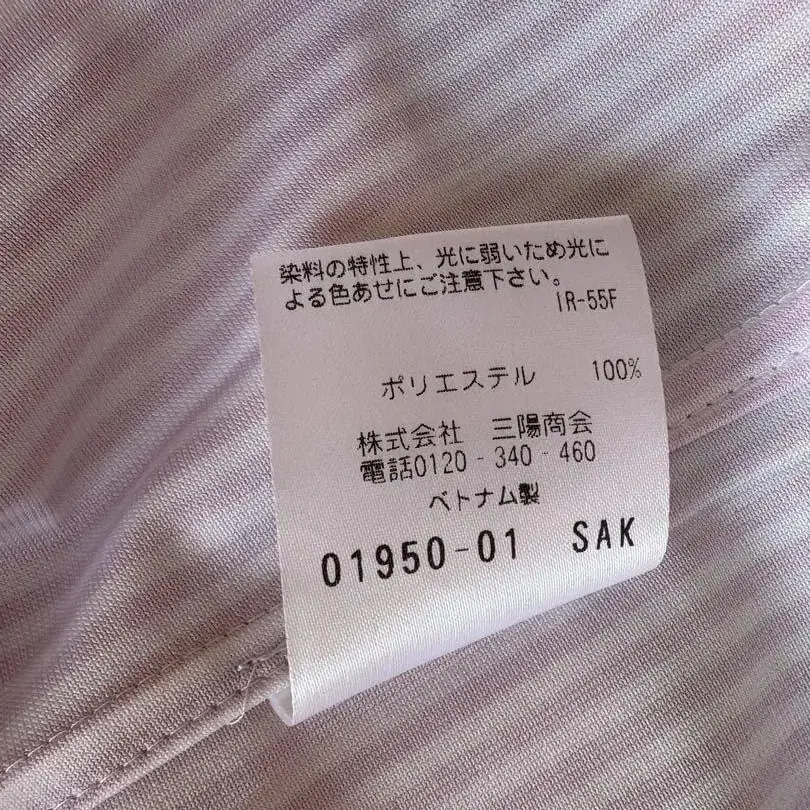 染料の特性上、光に弱いため光に
よる色あせにご注意下さい。
IR-55F
ポリエステル 100%
株式会社 三陽商会
電話0120-340-460
ベトナム製
01950-01 SAK